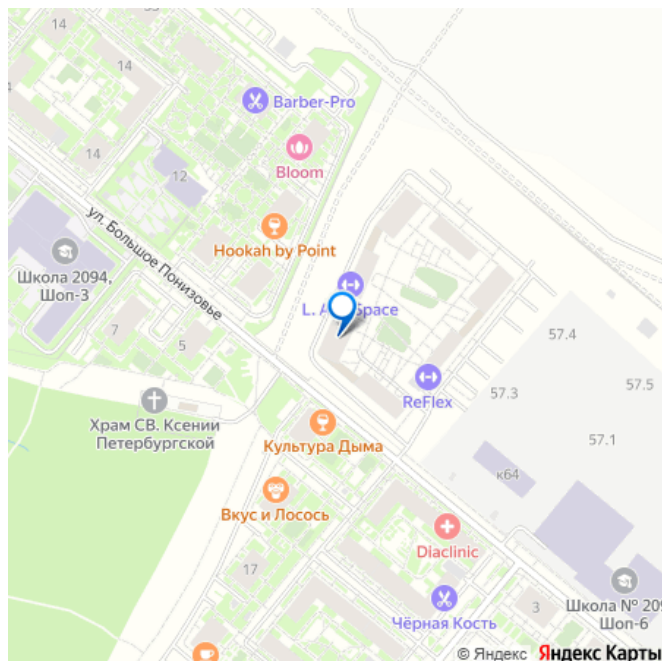 14
14
Barber-Pro
14
Bloom
12
ул. Большое Понизовье
Hookah by Point
Школа 2094,
Шоп-3
L. A
Space
7
5
57.4
57.3
57.5
ReFlex
Храм СВ. Ксении
Петербургской
Культура Дыма
57.1
к64
Вкус и Лосось
Diaclinic
17
Чёрная Кость
3
Школа № 209
Шоп-6
© Яндекс Яндекс Карты